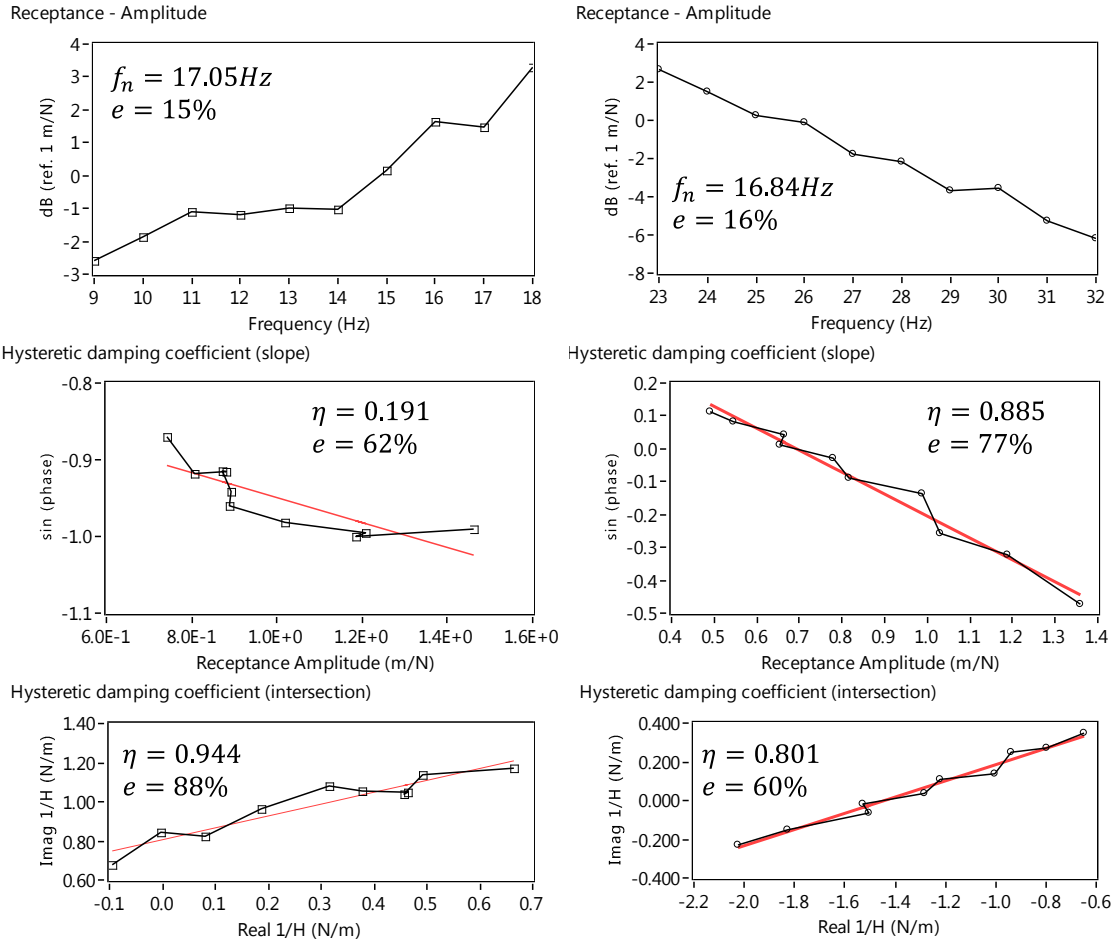 Receptance - Amplitude
dB (ref. 1 m/N)
4
3
2
1
0
-1
-2
-3
f_n = 17.05Hz
e = 15%
9 10 11 12 13 14 15 16 17 18
Frequency (Hz)
Receptance - Amplitude
dB (ref. 1 m/N)
4
2
0
-2
-4
-6
-8
f_n = 16.84Hz
e = 16%
23 24 25 26 27 28 29 30 31 32
Frequency (Hz)
Hysteretic damping coefficient (slope)
sin (phase)
-0.8
-0.9
-1.0
-1.1
η = 0.191
e = 62%
6.0E-1 8.0E-1 1.0E+0 1.2E+0 1.4E+0 1.6E+0
Receptance Amplitude (m/N)
Hysteretic damping coefficient (slope)
sin (phase)
0.2
0.1
0.0
-0.1
-0.2
-0.3
-0.4
-0.5
η = 0.885
e = 77%
0.4 0.5 0.6 0.7 0.8 0.9 1.0 1.1 1.2 1.3 1.4
Receptance Amplitude (m/N)
Hysteretic damping coefficient (intersection)
Imag 1/H (N/m)
1.40
1.20
1.00
0.80
0.60
η = 0.944
e = 88%
-0.1 0.0 0.1 0.2 0.3 0.4 0.5 0.6 0.7
Real 1/H (N/m)
Hysteretic damping coefficient (intersection)
Imag 1/H (N/m)
0.400
0.200
0.000
-0.200
-0.400
η = 0.801
e = 60%
-2.2 -2.0 -1.8 -1.6 -1.4 -1.2 -1.0 -0.8 -0.6
Real 1/H (N/m)